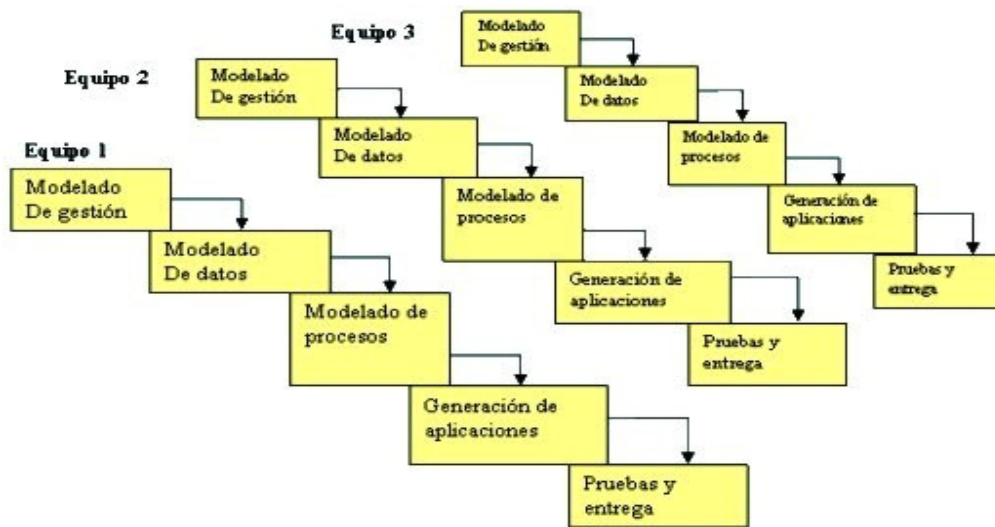 Equipo 3
Modelado
De gestión
Modelado
De datos
Modelado de
procesos
Generación de
aplicaciones
Pruebas y
entrega
Equipo 2
Modelado
De gestión
Modelado
De datos
Modelado de
procesos
Generación de
aplicaciones
Pruebas y
entrega
Equipo 1
Modelado
De gestión
Modelado
De datos
Modelado de
procesos
Generación de
aplicaciones
Pruebas y
entrega